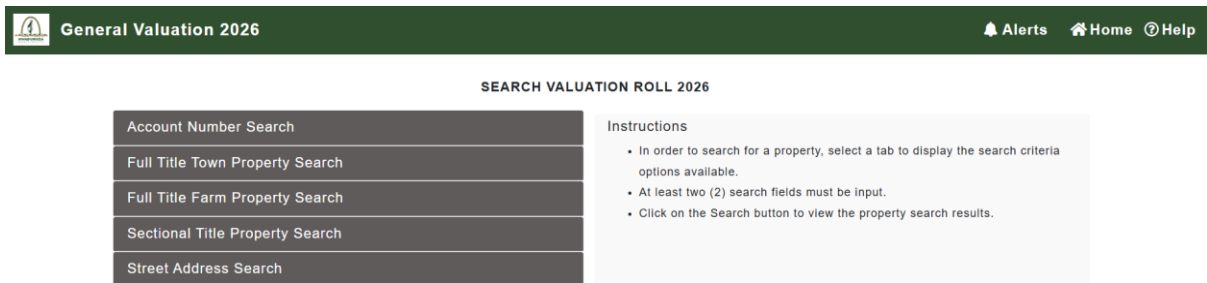 General Valuation 2026
Alerts Home Help
SEARCH VALUATION ROLL 2026
Account Number Search
Full Title Town Property Search
Full Title Farm Property Search
Sectional Title Property Search
Street Address Search
Instructions
• In order to search for a property, select a tab to display the search criteria
options available.
• At least two (2) search fields must be input.
• Click on the Search button to view the property search results.